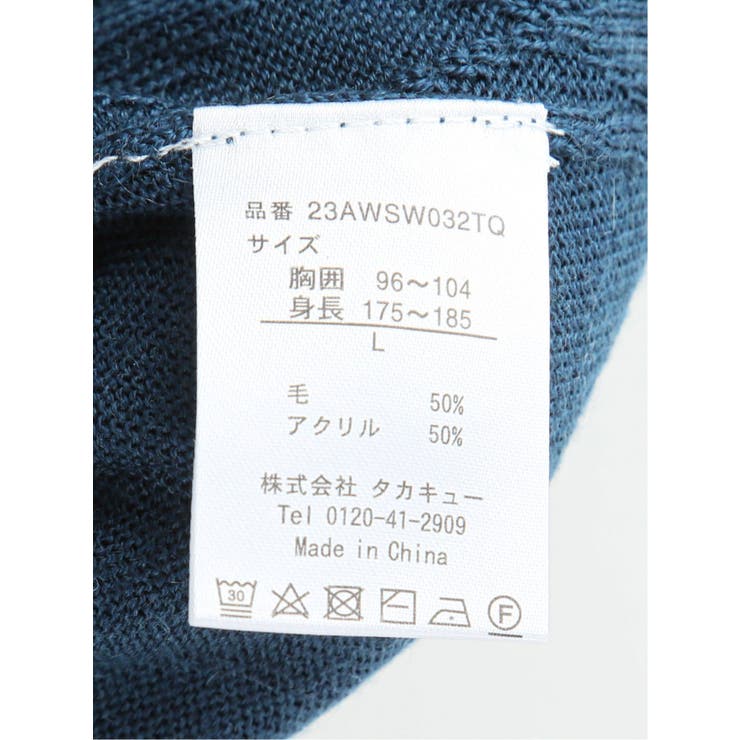 品番 23AWSW032TQ
サイズ
胸囲 96～104
身長 175～185
L
毛 50%
アクリル 50%
株式会社 タカキュー
Tel 0120-41-2909
Made in China
30 F